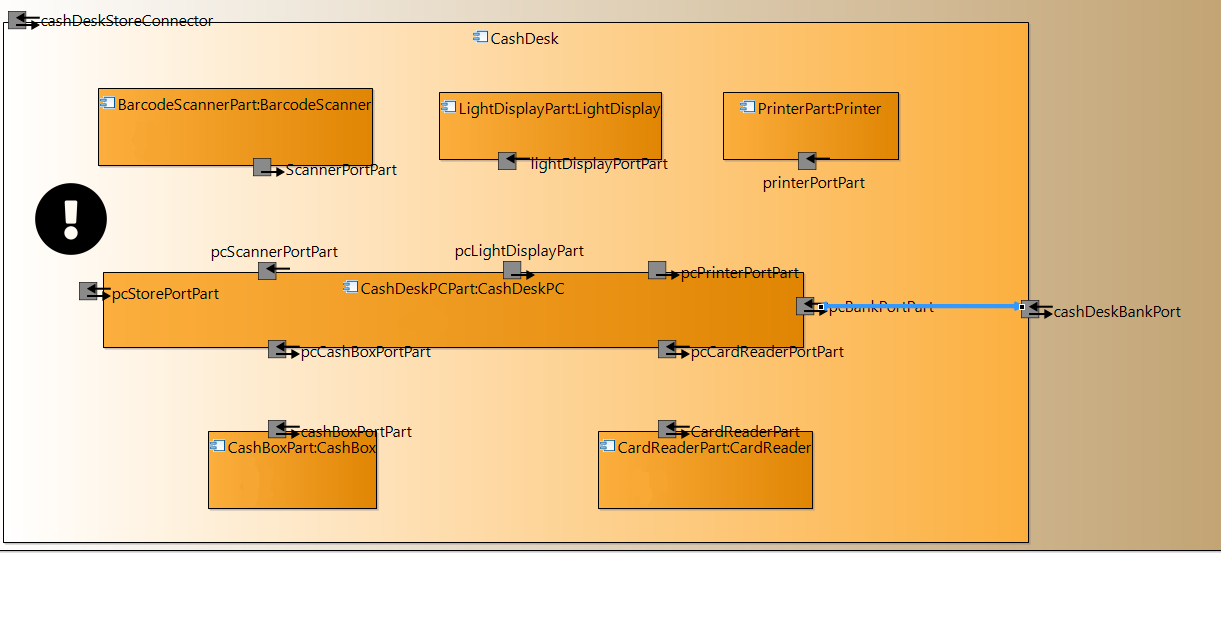 cashDeskStoreConnector
CashDesk
BarcodeScannerPart:BarcodeScanner
LightDisplayPart:LightDisplay
PrinterPart:Printer
ScannerPortPart
lightDisplayPortPart
printerPortPart
pcScannerPortPart
pcLightDisplayPart
pcPrinterPortPart
pcStorePortPart
CashDeskPCPart:CashDeskPC
pcBankPortPart
cashDeskBankPort
pcCashBoxPortPart
pcCardReaderPortPart
cashBoxPortPart
CardReaderPart
CashBoxPart:CashBox
CardReaderPart:CardReader